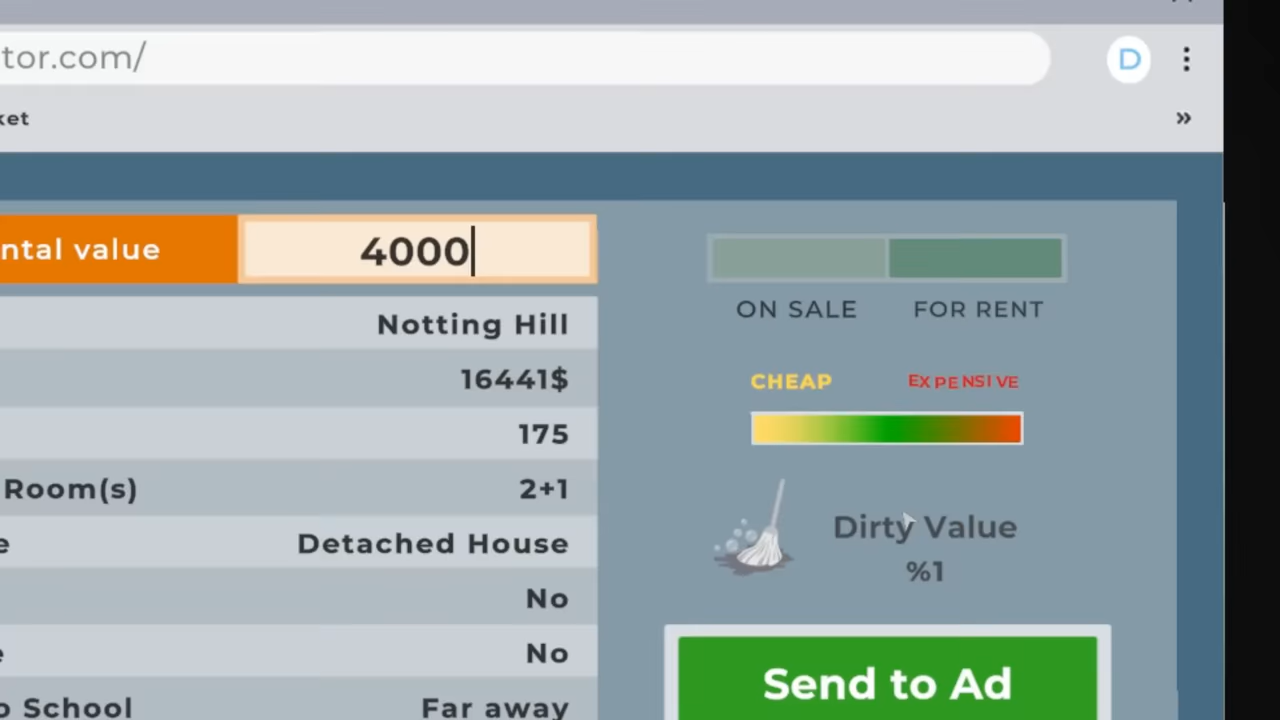 tor.com/
D
ket
»
ntal value 4000
ON SALE FOR RENT
Notting Hill
CHEAP EXPENSIVE
16441$
175
Room(s) 2+1
Dirty Value
%1
e Detached House
No
e No
Send to Ad
o School Far away